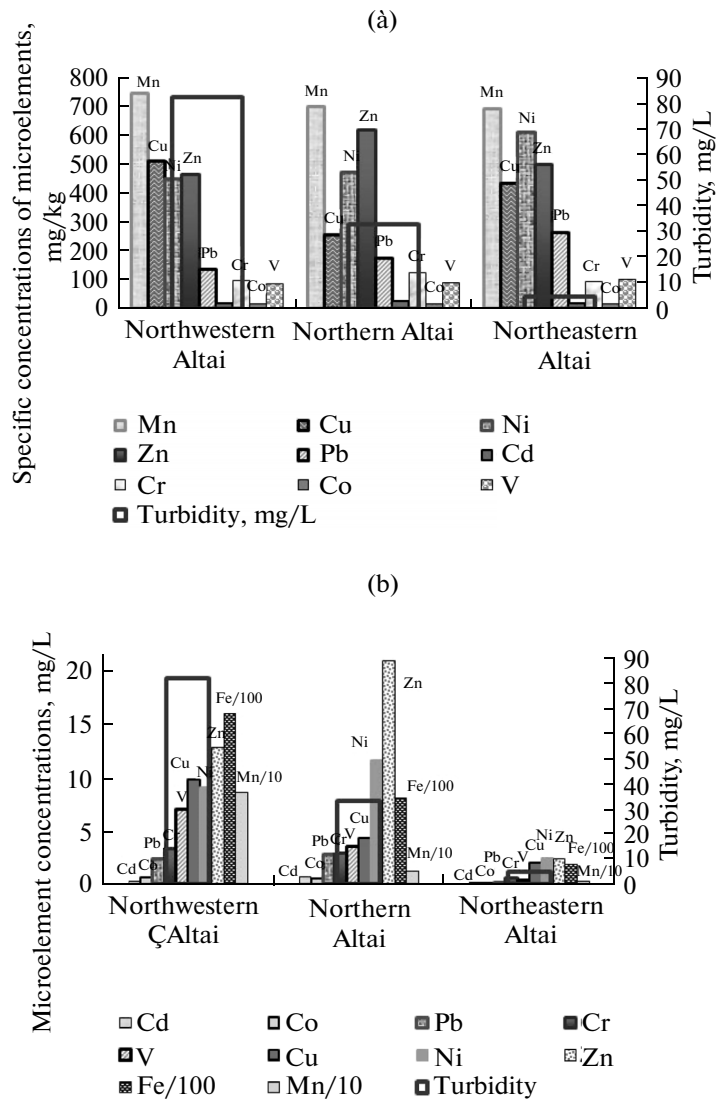 (à)
Specific concentrations of microelements,
mg/kg
800
700
600
500
400
300
200
100
0
Mn
Cu
Ni
Zn
Pb
Cr
Co
V
Mn
Cu
Ni
Zn
Pb
Cr
Co
V
Mn
Cu
Ni
Zn
Pb
Cr
Co
V
90
80
70
60
50
40
30
20
10
0
Turbidity, mg/L
Northwestern
Altai
Northern Altai
Northeastern
Altai
Mn Cu Ni
Zn Pb Cd
Cr Co V
Turbidity, mg/L
(b)
Microelement concentrations, mg/L
20
15
10
5
0
Cd
Co
Pb
Cr
V
Cu
Ni
Zn
Fe/100
Mn/10
Cd
Co
Pb
Cr
V
Cu
Ni
Zn
Fe/100
Mn/10
Cd
Co
Pb
Cr
V
Cu
Ni
Zn
Fe/100
Mn/10
90
80
70
60
50
40
30
20
10
0
Turbidity, mg/L
Northwestern
ÇAltai
Northern
Altai
Northeastern
Altai
Cd Co Pb Cr
V Cu Ni Zn
Fe/100 Mn/10 Turbidity